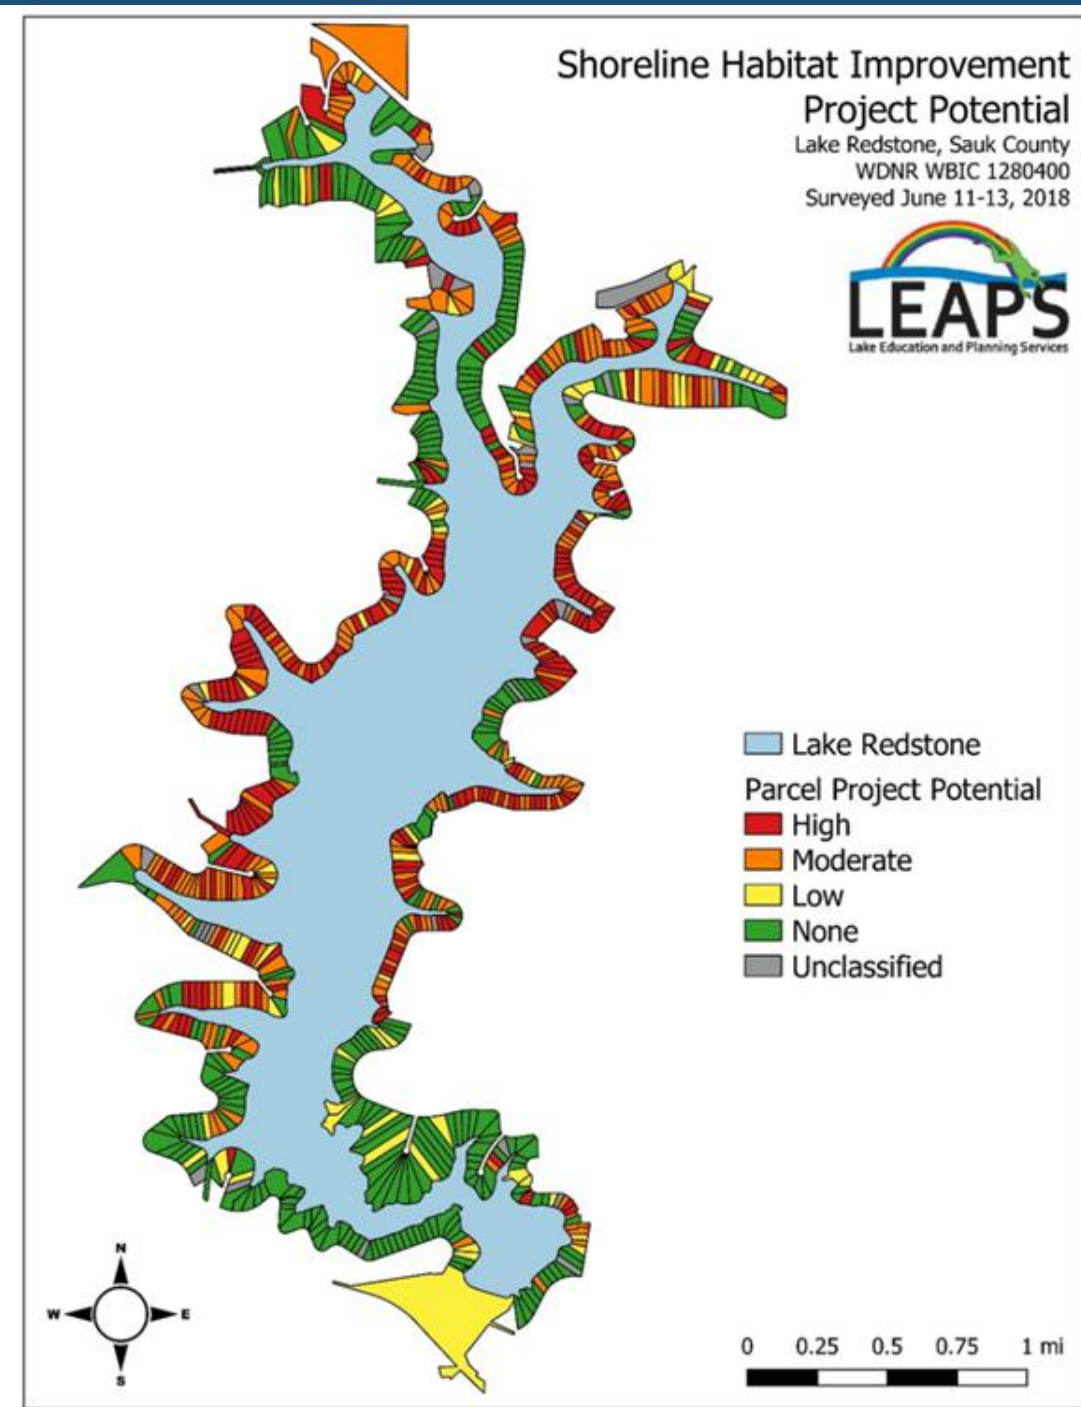 Shoreline Habitat Improvement
Project Potential
Lake Redstone, Sauk County
WDNR WBIC 1280400
Surveyed June 11-13, 2018
LEAPS
Lake Education and Planning Services
Lake Redstone
Parcel Project Potential
High
Moderate
Low
None
Unclassified
N
W E
S
0 0.25 0.5 0.75 1 mi